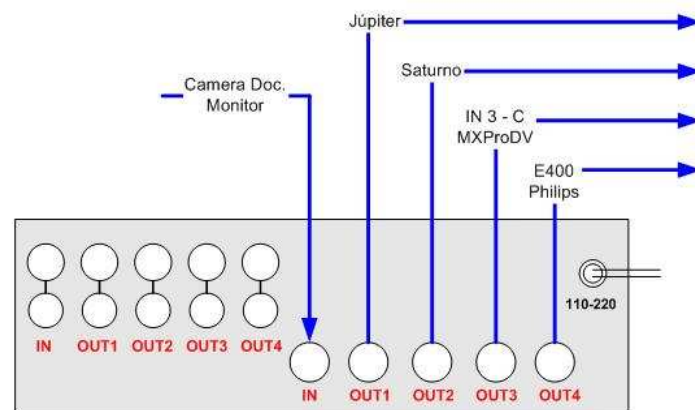 Júpiter
Saturno
Camera Doc.
Monitor
IN 3 - C
MXProDV
E400
Philips
110-220
IN OUT1 OUT2 OUT3 OUT4
IN OUT1 OUT2 OUT3 OUT4